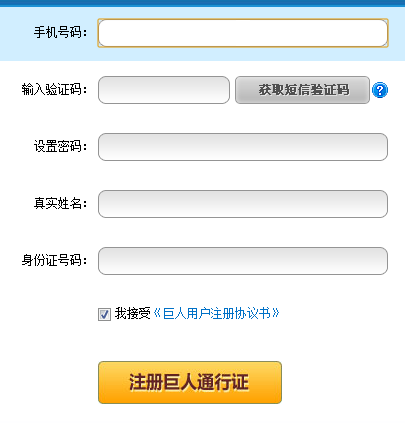 手机号码：
输入验证码： 获取短信验证码 ?
设置密码：
真实姓名：
身份证号码：
我接受《巨人用户注册协议书》
注册巨人通行证